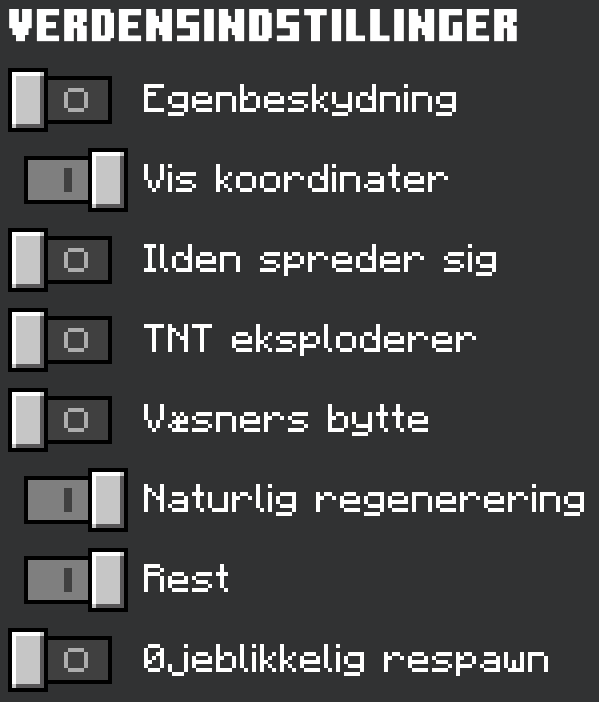 VERDENSINDSTILLINGER
Egenbeskydning
Vis koordinater
Ilden spreder sig
TNT eksploderer
Væsners bytte
Naturlig regenerering
Rest
Øjeblikkelig respawn